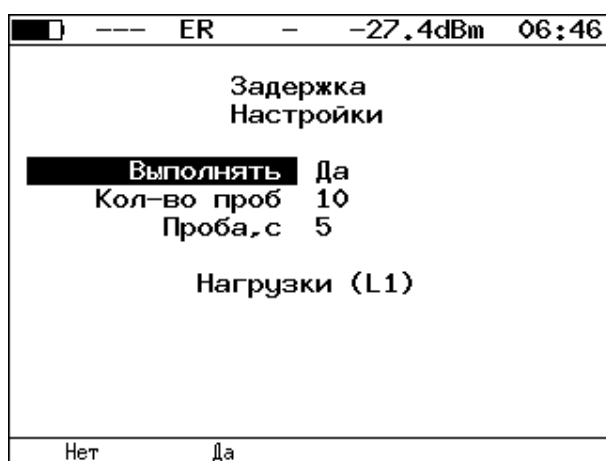 --- ER - -27.4dBm 06:46
Задержка
Настройки
Выполнять Да
Кол-во проб 10
Проба,с 5
Нагрузки (L1)
Нет Да